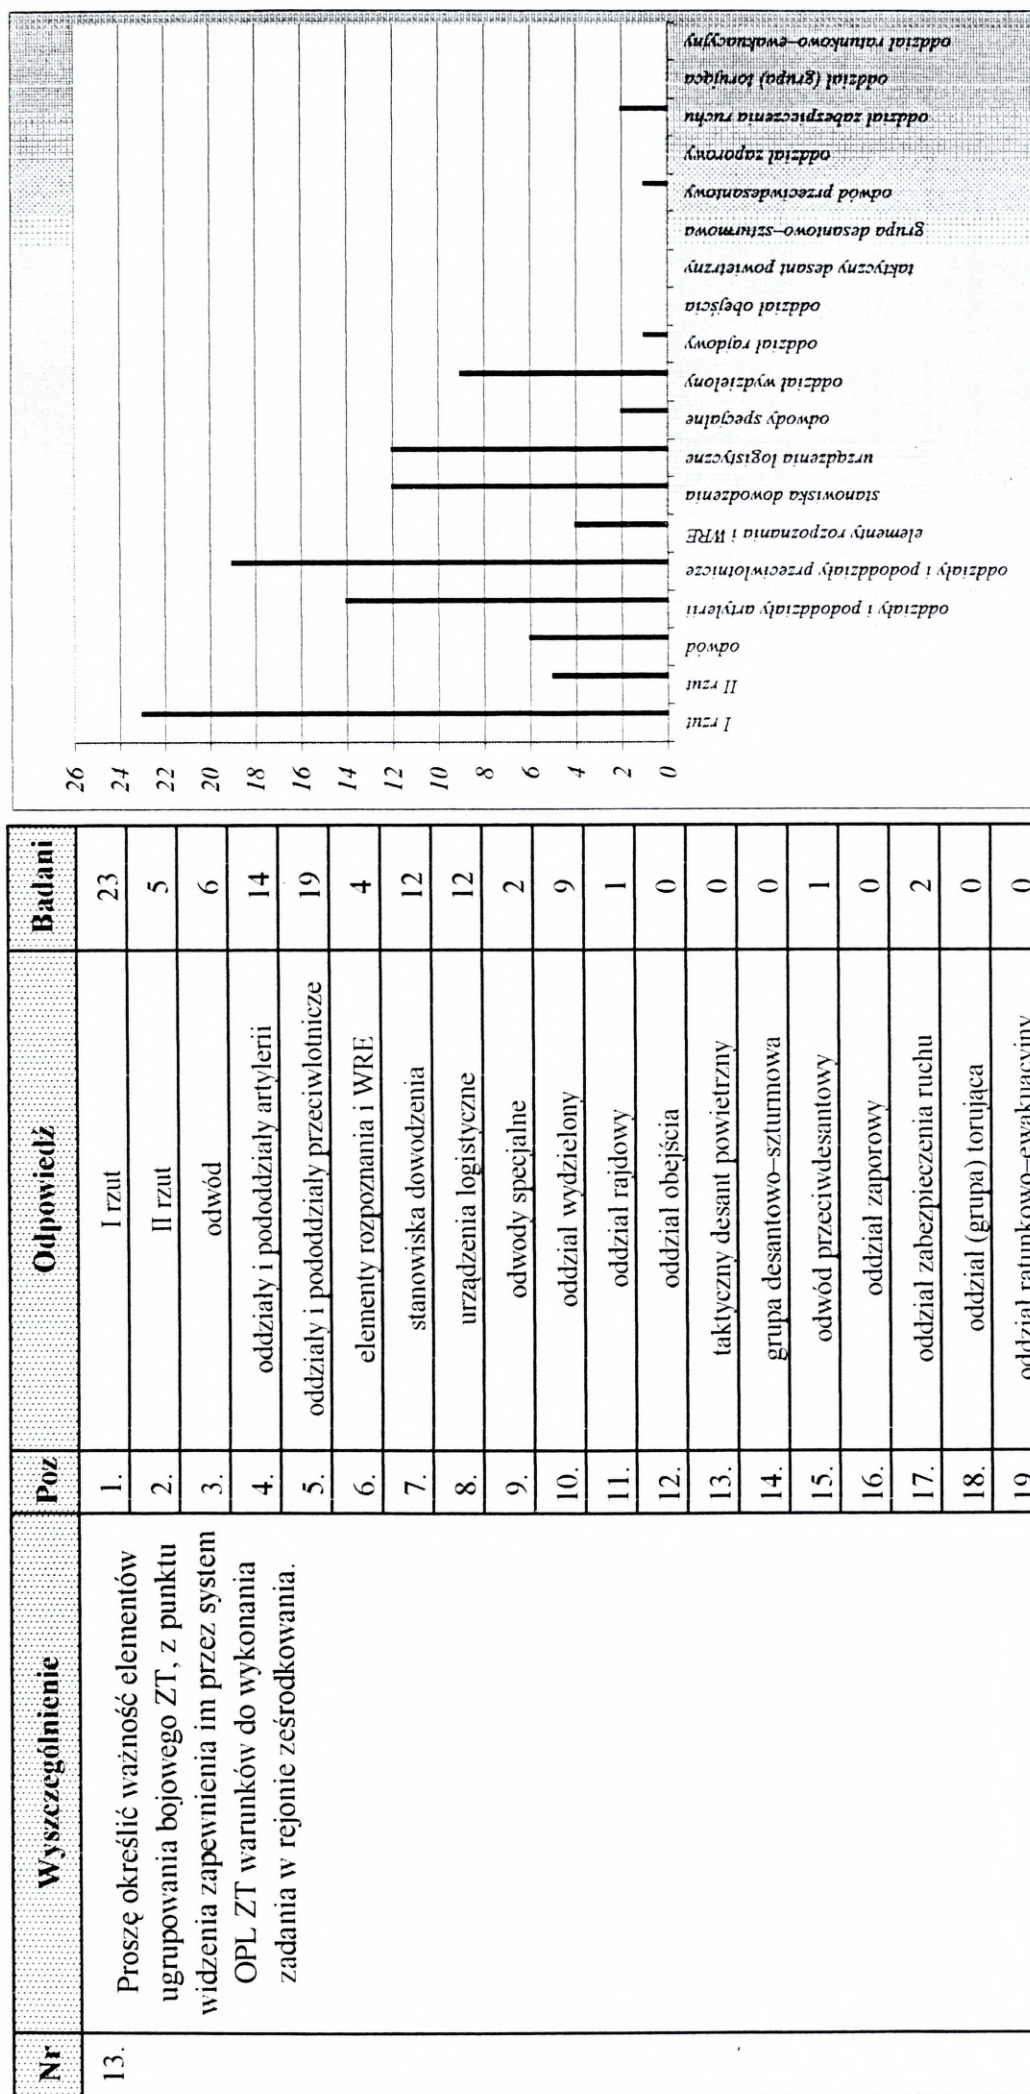 Nr Wyszczególnienie Poz Odpowiedź Badani
13. Proszę określić ważność elementów
ugrupowania bojowego ZT, z punktu
widzenia zapewnienia im przez system
OPL ZT warunków do wykonania
zadania w rejonie ześrodkowania.
1. I rzut 23
2. II rzut 5
3. odwód 6
4. oddziały i pododdziały artylerii 14
5. oddziały i pododdziały przeciwlotnicze 19
6. elementy rozpoznania i WRE 4
7. stanowiska dowodzenia 12
8. urządzenia logistyczne 12
9. odwody specjalne 2
10. oddział wydzielony 9
11. oddział rajdowy 1
12. oddział obejścia 0
13. taktyczny desant powietrzny 0
14. grupa desantowo–szturmowa 0
15. odwód przeciwdesantowy 1
16. oddział zaporowy 0
17. oddział zabezpieczenia ruchu 2
18. oddział (grupa) torująca 0
19. oddział ratunkowo–ewakuacyjny 0
26
24
22
20
18
16
14
12
10
8
6
4
2
0
I rzut
II rzut
odwód
oddziały i pododdziały artylerii
oddziały i pododdziały przeciwlotnicze
elementy rozpoznania i WRE
stanowiska dowodzenia
urządzenia logistyczne
odwody specjalne
oddział wydzielony
oddział rajdowy
oddział obejścia
taktyczny desant powietrzny
grupa desantowo–szturmowa
odwód przeciwdesantowy
oddział zaporowy
oddział zabezpieczenia ruchu
oddział (grupa) torująca
oddział ratunkowo–ewakuacyjny